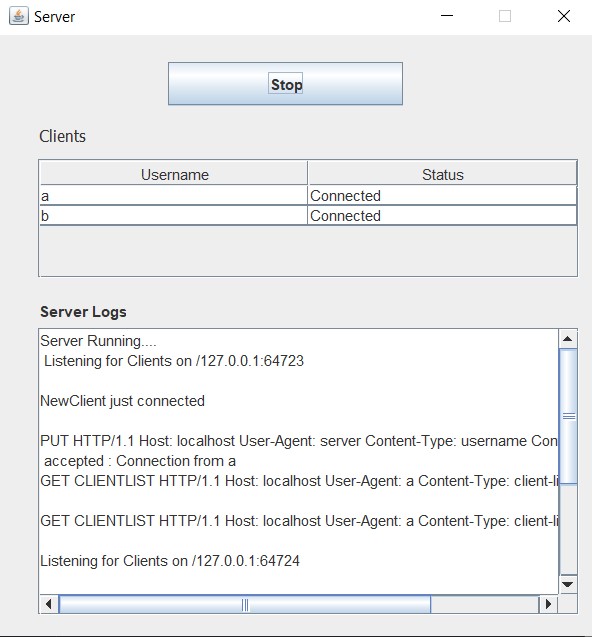 Server
Stop
Clients
Username Status
a Connected
b Connected
Server Logs
Server Running....
Listening for Clients on /127.0.0.1:64723
NewClient just connected
PUT HTTP/1.1 Host: localhost User-Agent: server Content-Type: username Con
accepted : Connection from a
GET CLIENTLIST HTTP/1.1 Host: localhost User-Agent: a Content-Type: client-li
GET CLIENTLIST HTTP/1.1 Host: localhost User-Agent: a Content-Type: client-li
Listening for Clients on /127.0.0.1:64724